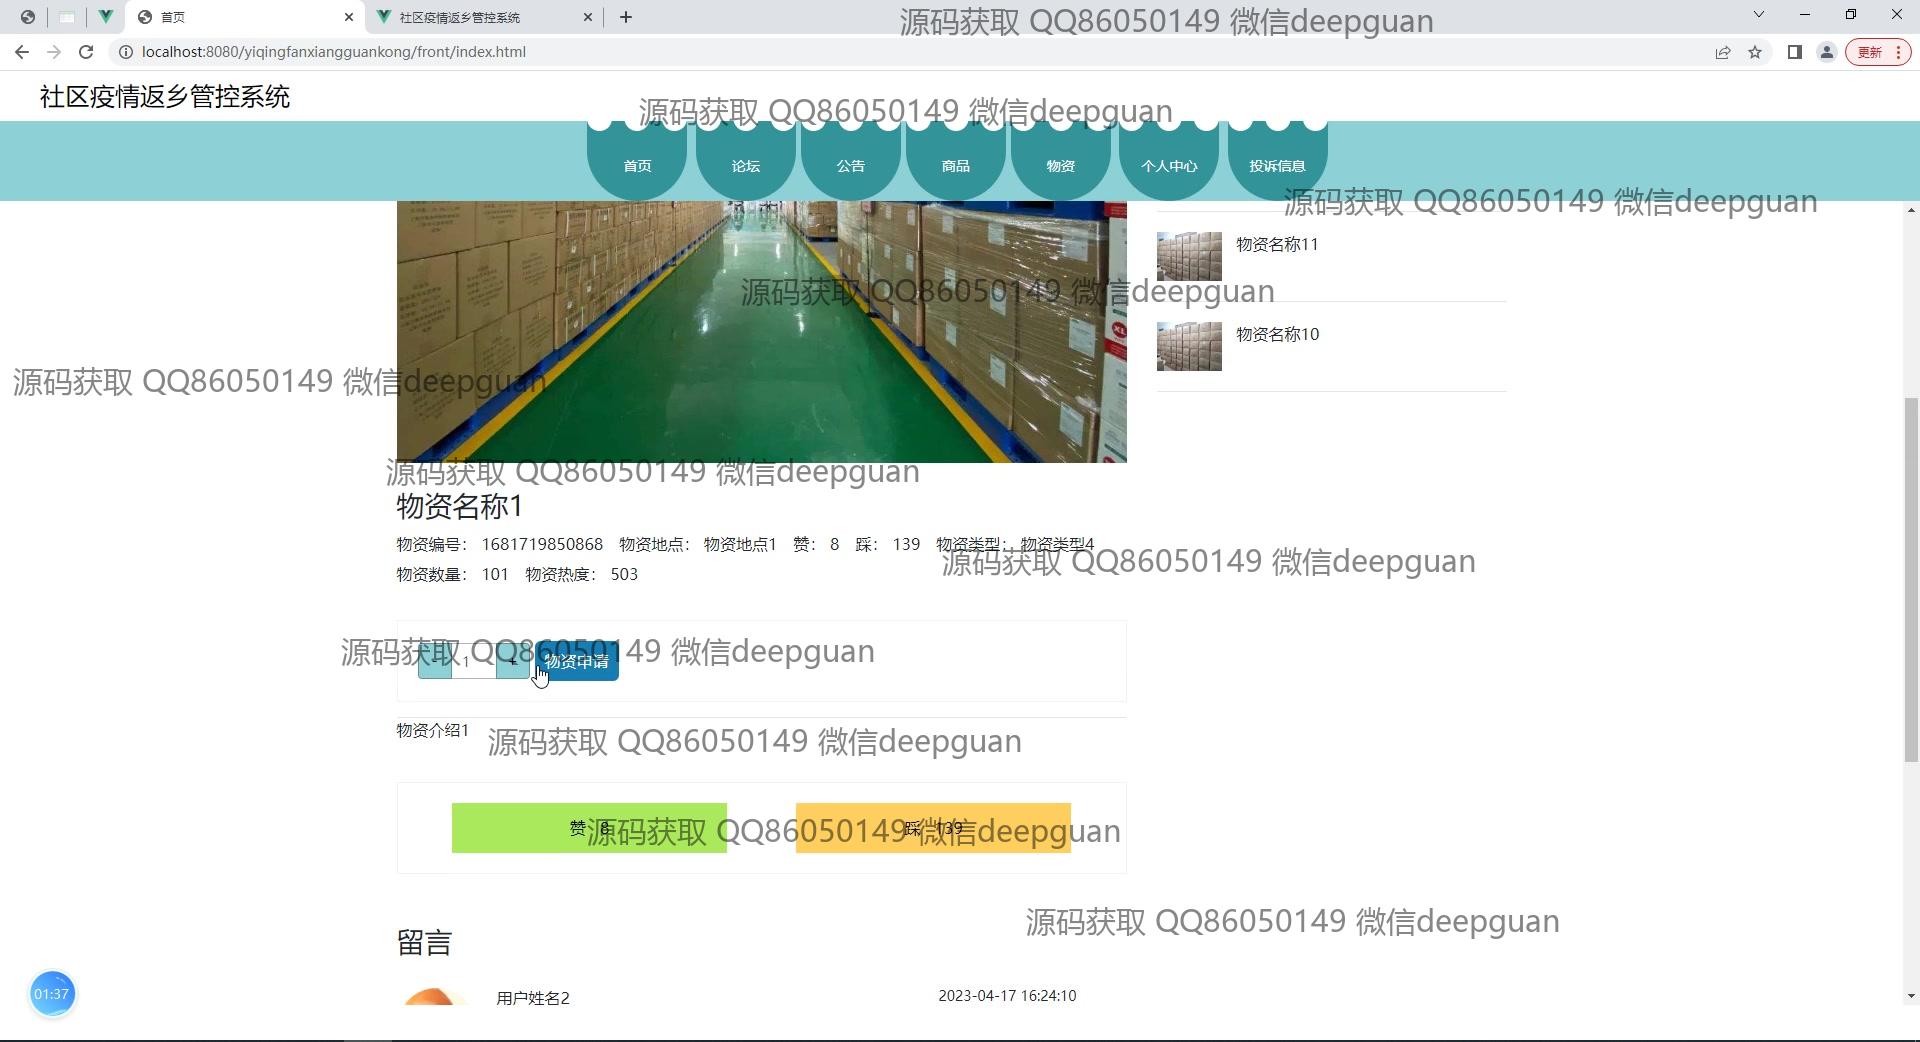 首页
社区疫情返乡管控系统
源码获取 QQ86050149 微信deepguan
localhost:8080/yiqingfanxiangguankong/front/index.html
更新
社区疫情返乡管控系统
源码获取 QQ86050149 微信deepguan
首页 论坛 公告 商品 物资 个人中心 投诉信息
源码获取 QQ86050149 微信deepguan
物资名称11
源码获取 QQ86050149 微信deepguan
物资名称10
源码获取 QQ86050149 微信deepguan
源码获取 QQ86050149 微信deepguan
物资名称1
物资编号： 1681719850868 物资地点： 物资地点1 赞： 8 踩： 139 物资类型： 物资类型4
源码获取 QQ86050149 微信deepguan
物资数量： 101 物资热度： 503
源码获取 QQ86050149 微信deepguan
- 1 + 物资申请
物资介绍1
源码获取 QQ86050149 微信deepguan
赞 8 踩 139
源码获取 QQ86050149 微信deepguan
源码获取 QQ86050149 微信deepguan
留言
用户姓名2 2023-04-17 16:24:10
01:37